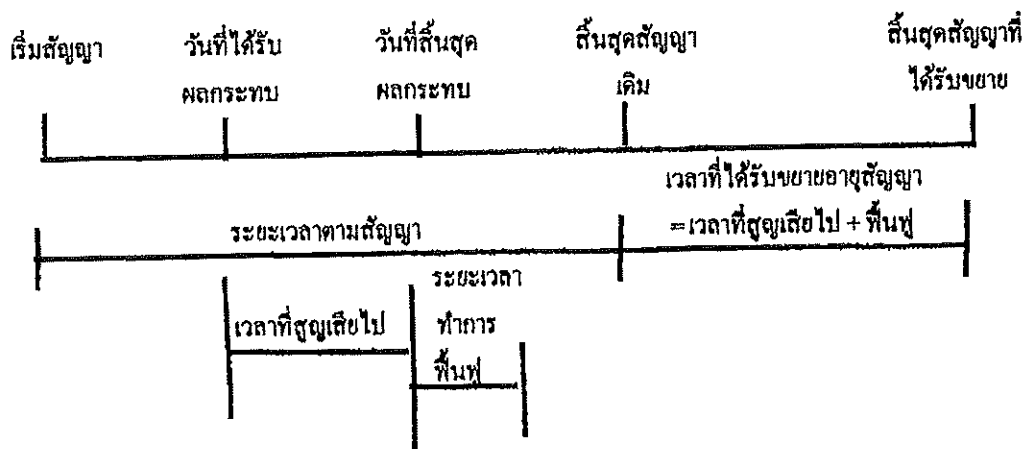 เริ่มสัญญา
วันที่ได้รับ
ผลกระทบ
วันที่สิ้นสุด
ผลกระทบ
สิ้นสุดสัญญา
เดิม
สิ้นสุดสัญญาที่
ได้รับขยาย
เวลาที่ได้รับขยายอายุสัญญา
=เวลาที่สูญเสียไป + ฟื้นฟู
ระยะเวลาตามสัญญา
เวลาที่สูญเสียไป
ระยะเวลา
ทำการ
ฟื้นฟู